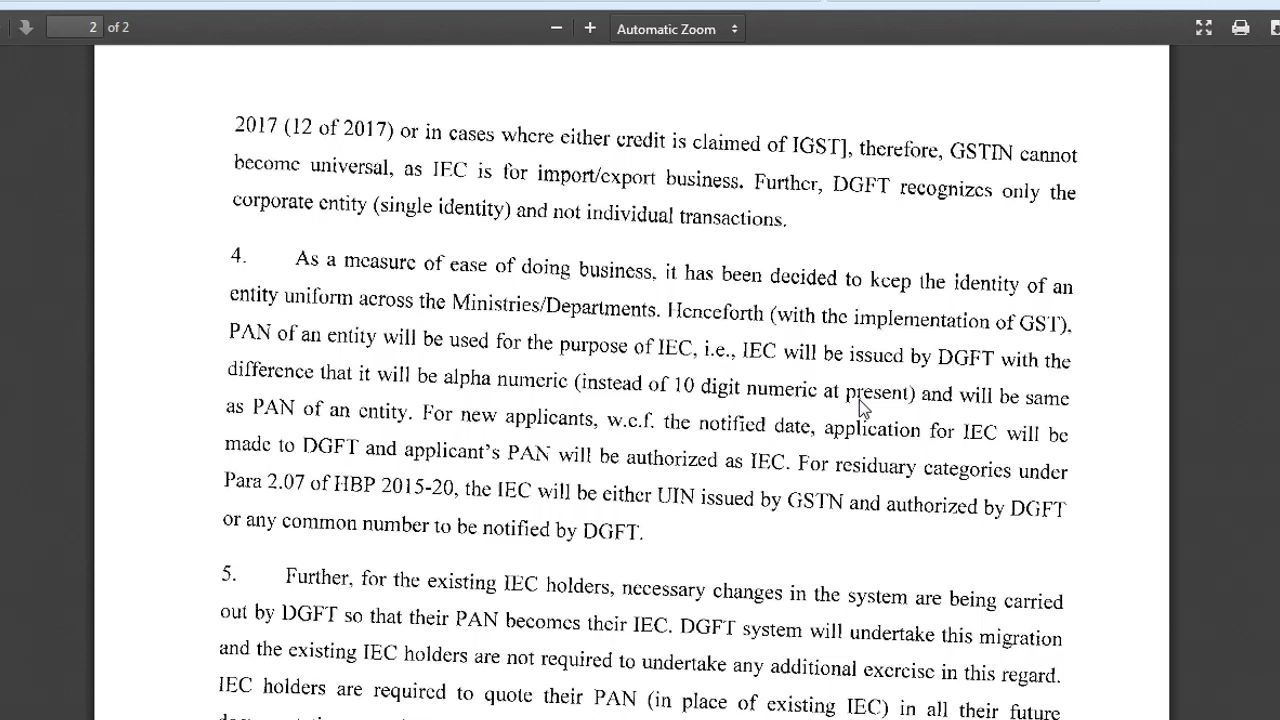 2 of 2
Automatic Zoom
2017 (12 of 2017) or in cases where either credit is claimed of IGST], therefore, GSTIN cannot
become universal, as IEC is for import/export business. Further, DGFT recognizes only the
corporate entity (single identity) and not individual transactions.
4. As a measure of ease of doing business, it has been decided to keep the identity of an
entity uniform across the Ministries/Departments. Henceforth (with the implementation of GST),
PAN of an entity will be used for the purpose of IEC, i.e., IEC will be issued by DGFT with the
difference that it will be alpha numeric (instead of 10 digit numeric at present) and will be same
as PAN of an entity. For new applicants, w.e.f. the notified date, application for IEC will be
made to DGFT and applicant's PAN will be authorized as IEC. For residuary categories under
Para 2.07 of HBP 2015-20, the IEC will be either UIN issued by GSTN and authorized by DGFT
or any common number to be notified by DGFT.
5. Further, for the existing IEC holders, necessary changes in the system are being carried
out by DGFT so that their PAN becomes their IEC. DGFT system will undertake this migration
and the existing IEC holders are not required to undertake any additional exercise in this regard.
IEC holders are required to quote their PAN (in place of existing IEC) in all their future